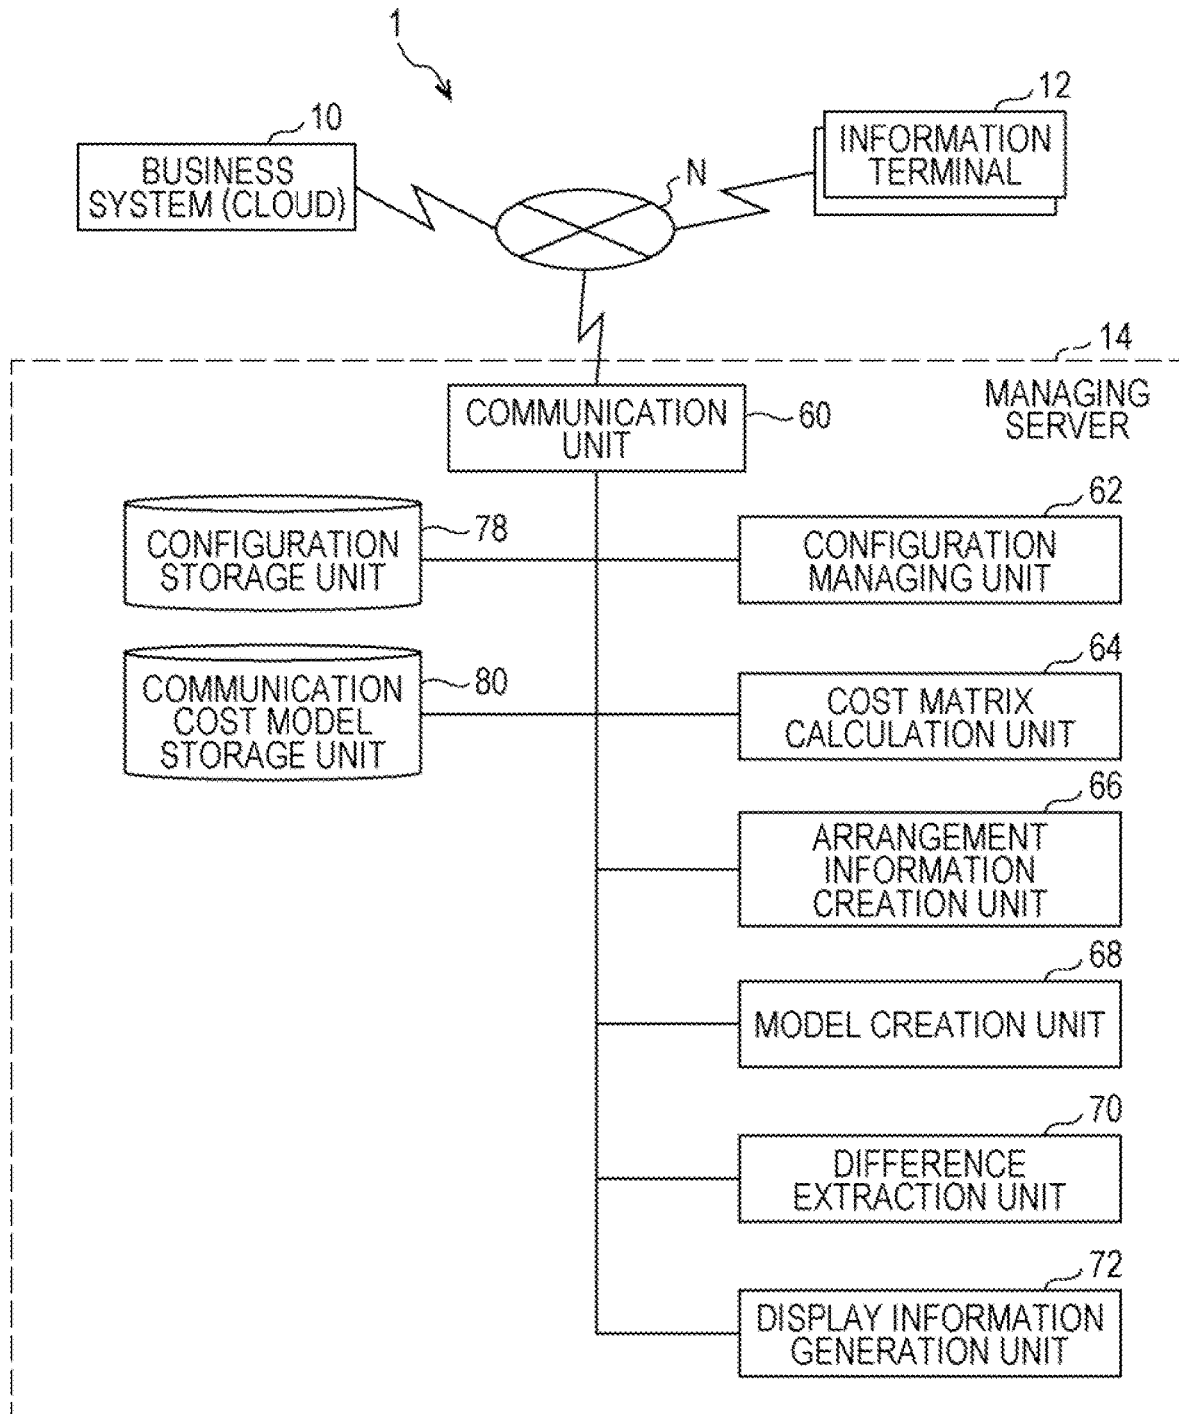 1
10
BUSINESS
SYSTEM (CLOUD)
N
12
INFORMATION
TERMINAL
14
MANAGING
SERVER
COMMUNICATION
UNIT
60
CONFIGURATION
STORAGE UNIT
78
62
CONFIGURATION
MANAGING UNIT
COMMUNICATION
COST MODEL
STORAGE UNIT
80
64
COST MATRIX
CALCULATION UNIT
66
ARRANGEMENT
INFORMATION
CREATION UNIT
68
MODEL CREATION UNIT
70
DIFFERENCE
EXTRACTION UNIT
72
DISPLAY INFORMATION
GENERATION UNIT